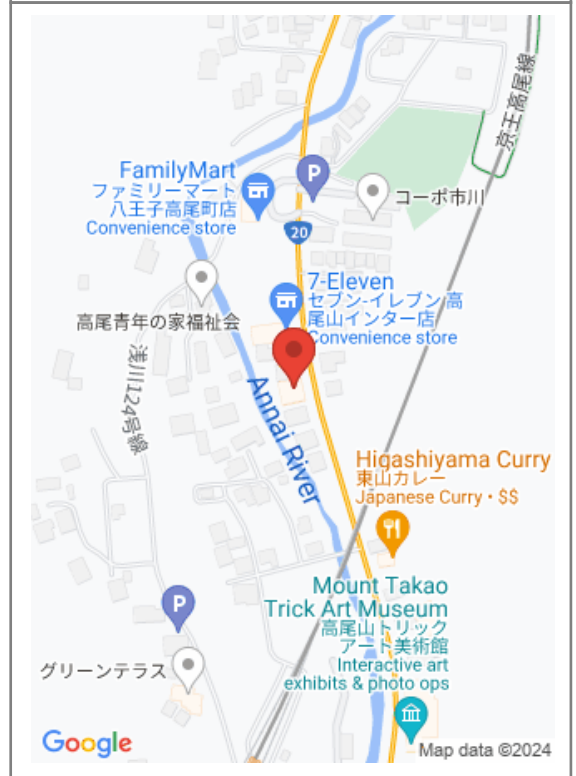 京王高尾線
FamilyMart
ファミリーマート
八王子高尾町店
Convenience store
P
コーポ市川
20
7-Eleven
セブン-イレブン 高
尾山インター店
Convenience store
高尾青年の家福祉会
浅川124号線
Annai River
Higashiyama Curry
東山カレー
Japanese Curry • $$
Mount Takao
Trick Art Museum
高尾山トリック
アート美術館
Interactive art
exhibits & photo ops
P
グリーンテラス
Google
Map data ©2024